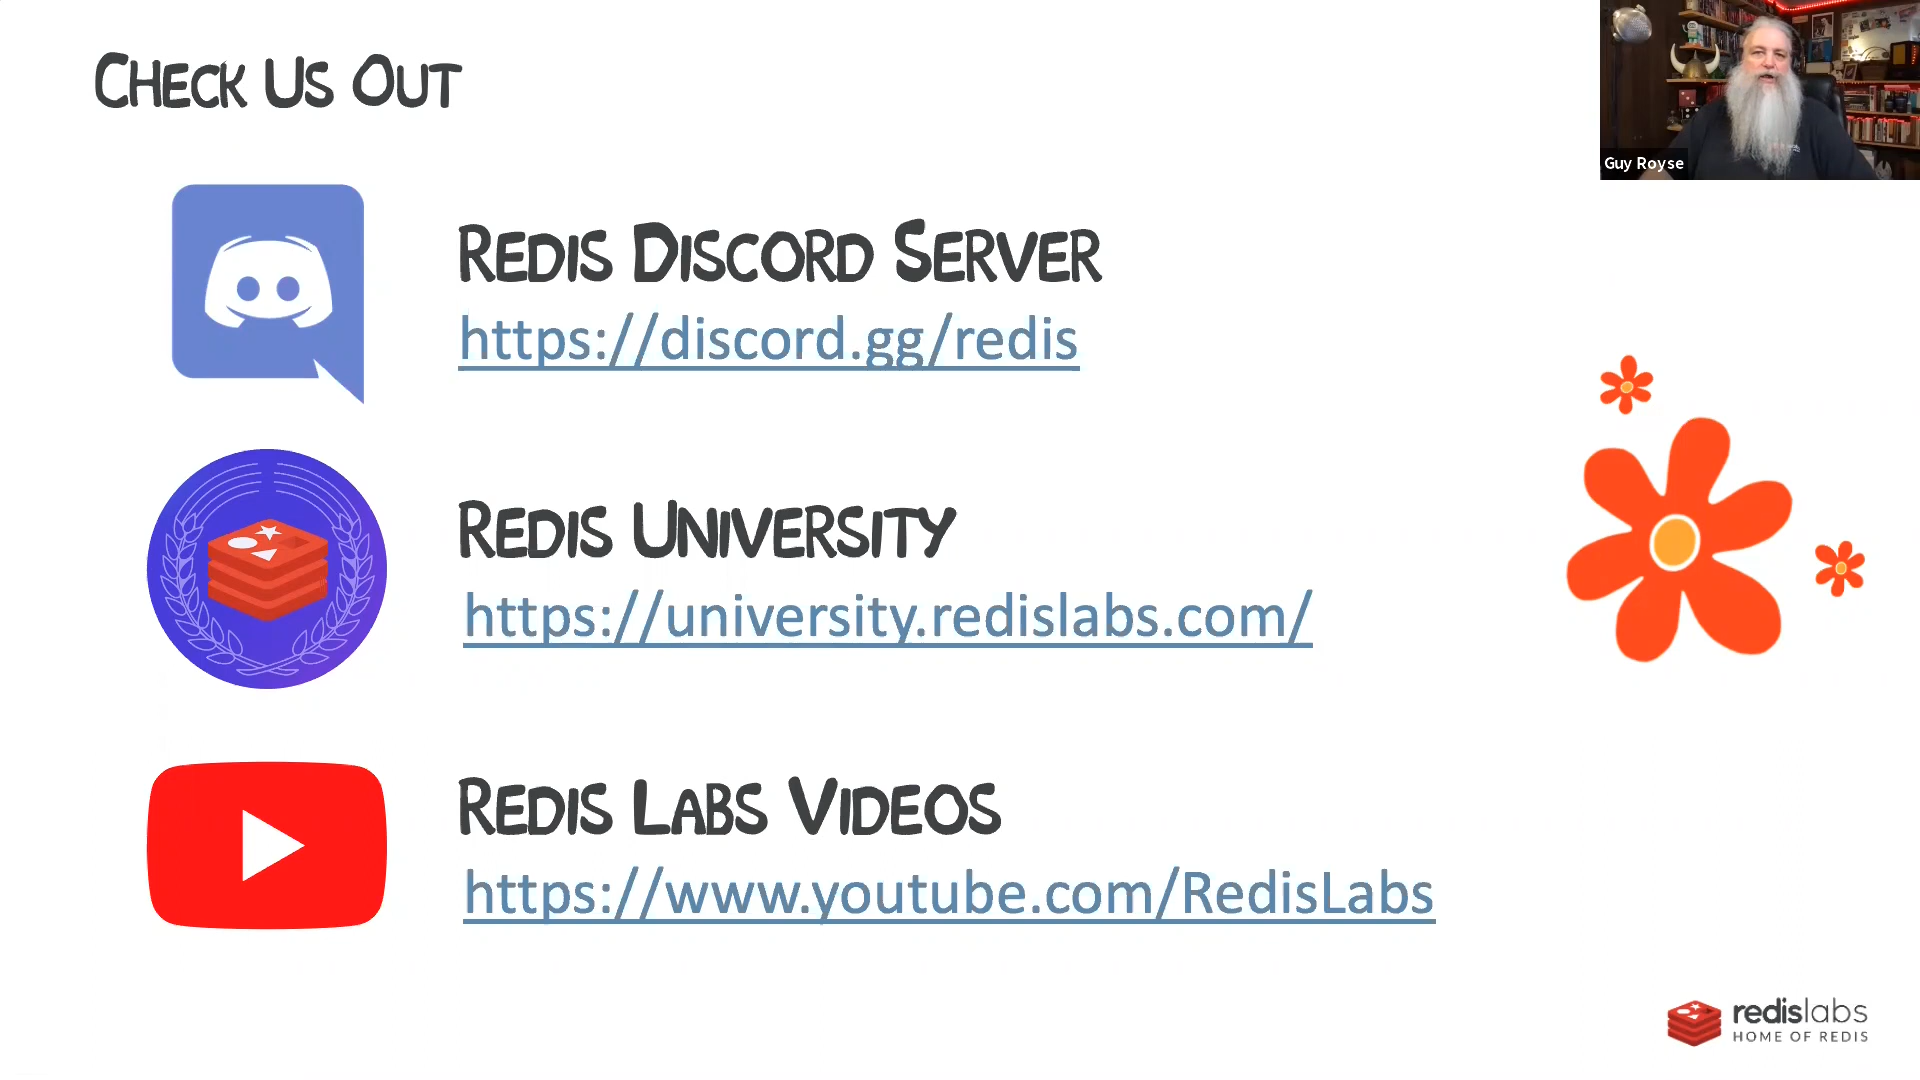 CHECK US OUT
Guy Royse
REDIS DISCORD SERVER
https://discord.gg/redis
REDIS UNIVERSITY
https://university.redislabs.com/
REDIS LABS VIDEOS
https://www.youtube.com/RedisLabs
redislabs
HOME OF REDIS